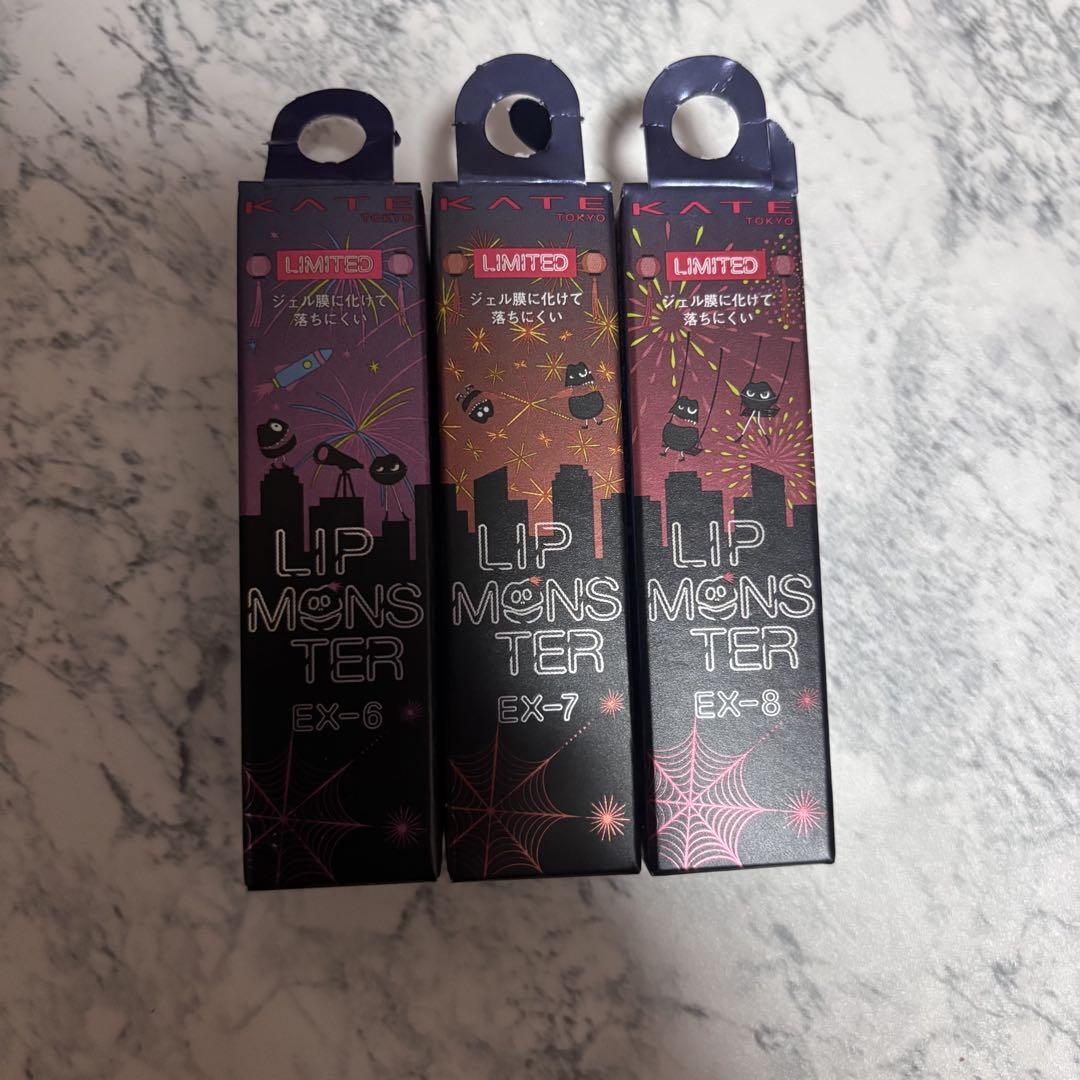 KATE
TOKYO
LIMITED
ジェル膜に化けて
落ちにくい
LIP
MONS
TER
EX-6
KATE
TOKYO
LIMITED
ジェル膜に化けて
落ちにくい
LIP
MONS
TER
EX-7
KATE
TOKYO
LIMITED
ジェル膜に化けて
落ちにくい
LIP
MONS
TER
EX-8